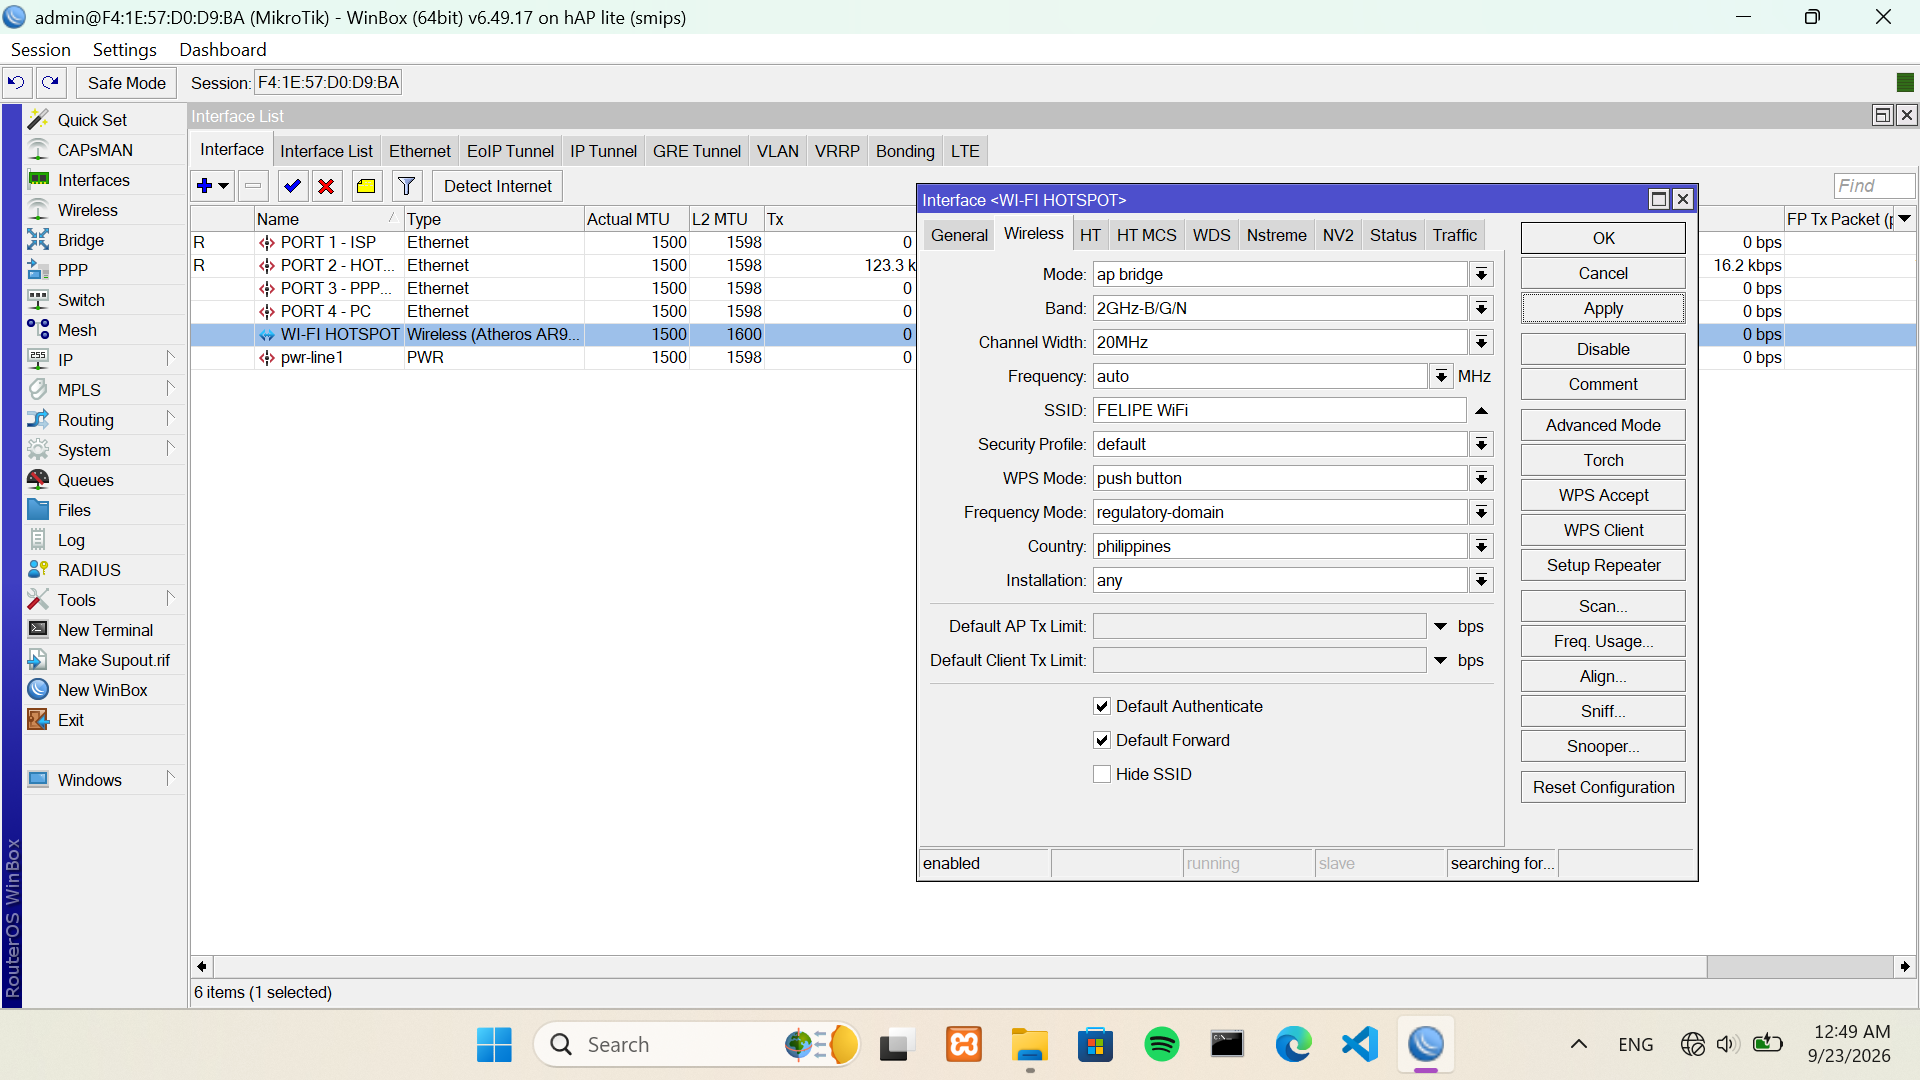 admin@F4:1E:57:D0:D9:BA (MikroTik) - WinBox (64bit) v6.49.17 on hAP lite (smips)
Session Settings Dashboard
Safe Mode Session: F4:1E:57:D0:D9:BA
Quick Set
CAPsMAN
Interfaces
Wireless
Bridge
PPP
Switch
Mesh
IP
MPLS
Routing
System
Queues
Files
Log
RADIUS
Tools
New Terminal
Make Supout.rif
New WinBox
Exit
Windows
RouterOS WinBox
Interface List
Interface Interface List Ethernet EoIP Tunnel IP Tunnel GRE Tunnel VLAN VRRP Bonding LTE
Detect Internet Find
Name Type Actual MTU L2 MTU Tx FP Tx Packet (p
R PORT 1 - ISP Ethernet 1500 1598 0 0 bps
R PORT 2 - HOT... Ethernet 1500 1598 123.3 k 16.2 kbps
PORT 3 - PPP... Ethernet 1500 1598 0 0 bps
PORT 4 - PC Ethernet 1500 1598 0 0 bps
WI-FI HOTSPOT Wireless (Atheros AR9... 1500 1600 0 0 bps
pwr-line1 PWR 1500 1598 0 0 bps
6 items (1 selected)
Interface <WI-FI HOTSPOT>
General Wireless HT HT MCS WDS Nstreme NV2 Status Traffic
Mode: ap bridge
Band: 2GHz-B/G/N
Channel Width: 20MHz
Frequency: auto MHz
SSID: FELIPE WiFi
Security Profile: default
WPS Mode: push button
Frequency Mode: regulatory-domain
Country: philippines
Installation: any
Default AP Tx Limit: bps
Default Client Tx Limit: bps
Default Authenticate
Default Forward
Hide SSID
OK
Cancel
Apply
Disable
Comment
Advanced Mode
Torch
WPS Accept
WPS Client
Setup Repeater
Scan...
Freq. Usage...
Align...
Sniff...
Snooper...
Reset Configuration
enabled running slave searching for...
Search
ENG
12:49 AM
9/23/2026